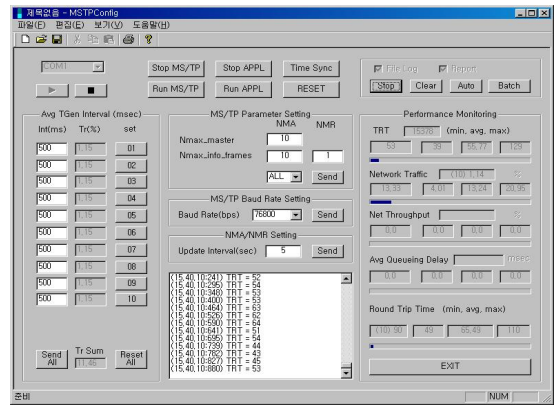 제목없음 - MSTPConfig
파일(F) 편집(E) 보기(V) 도움말(H)
COM1
Stop MS/TP Stop APPL Time Sync
Run MS/TP Run APPL RESET
File Log Report
Stop Clear Auto Batch
Avg TGen Interval (msec)
Int(ms) Tr(%) set
500 1,15 01
500 1,15 02
500 1,15 03
500 1,15 04
500 1,15 05
500 1,15 06
500 1,15 07
500 1,15 08
500 1,15 09
500 1,15 10
Send All
Tr Sum
11,46
Reset All
MS/TP Parameter Setting
NMA NMR
Nmax_master 10
Nmax_info_frames 10 1
ALL Send
MS/TP Baud Rate Setting
Baud Rate(bps) 76800 Send
NMA/NMR Setting
Update Interval(sec) 5 Send
(15,40,10:241) TRT = 52
(15,40,10:295) TRT = 54
(15,40,10:348) TRT = 53
(15,40,10:400) TRT = 53
(15,40,10:464) TRT = 63
(15,40,10:526) TRT = 62
(15,40,10:590) TRT = 64
(15,40,10:641) TRT = 51
(15,40,10:695) TRT = 54
(15,40,10:739) TRT = 44
(15,40,10:782) TRT = 43
(15,40,10:827) TRT = 45
(15,40,10:880) TRT = 53
Performance Monitoring
TRT 15378 (min, avg, max)
53 39 55,77 129
Network Traffic (10) 1,14 %
13,33 4,01 13,24 20,95
Net Throughput %
0,0 0,0 0,0 0,0
Avg Queueing Delay msec
0,0 0,0 0,0 0,0
Round Trip Time (min, avg, max)
(10) 90 49 65,49 110
EXIT
준비 NUM